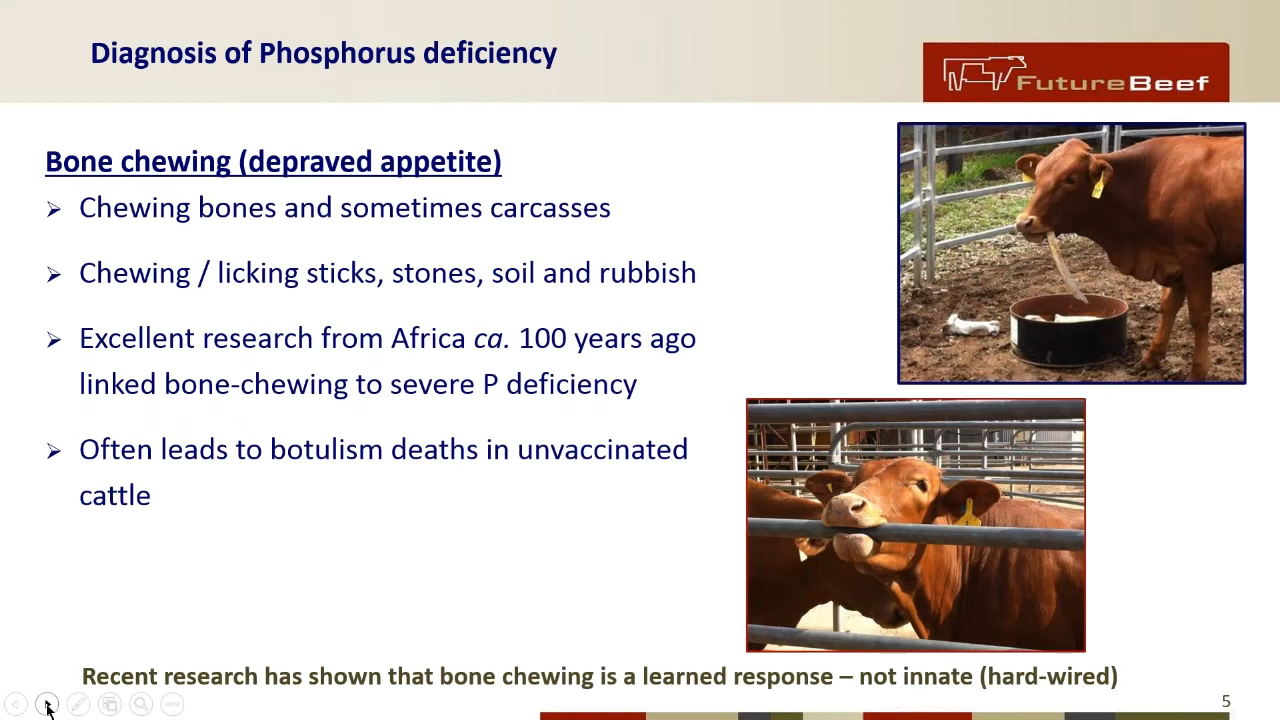 Diagnosis of Phosphorus deficiency
FutureBeef
Bone chewing (depraved appetite)
➢ Chewing bones and sometimes carcasses
➢ Chewing / licking sticks, stones, soil and rubbish
➢ Excellent research from Africa ca. 100 years ago
linked bone-chewing to severe P deficiency
➢ Often leads to botulism deaths in unvaccinated
cattle
Recent research has shown that bone chewing is a learned response – not innate (hard-wired)
5